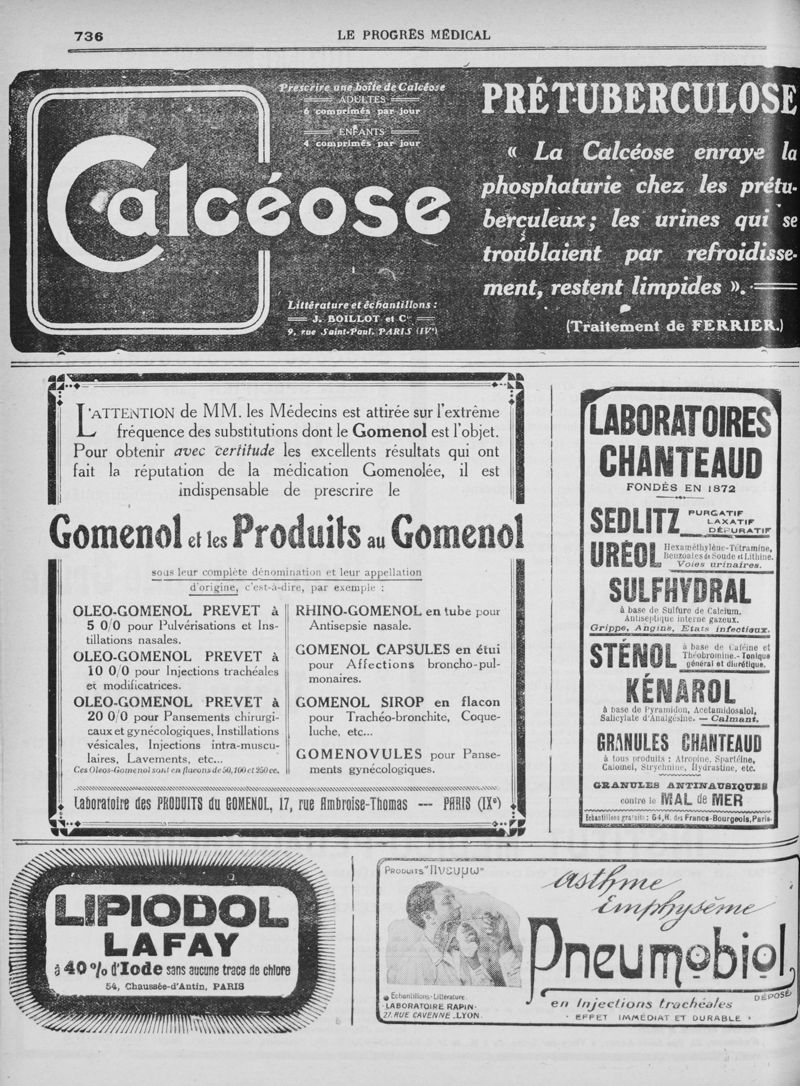 736
LE PROGRÈS MÉDICAL
Calcéose
Prescrire une boîte de Calcéose
ADULTES
6 comprimés par jour
ENFANTS
4 comprimés par jour
Littérature et échantillons :
J. BOILLOT et Cie
9, rue Saint-Paul, PARIS (IVe)
PRÉTUBERCULOSE
« La Calcéose enraye la
phosphaturie chez les prétu-
berculeux ; les urines qui se
troublaient par refroidisse-
ment, restent limpides ».
(Traitement de FERRIER.)
L'ATTENTION de MM. les Médecins est attirée sur l'extrême
fréquence des substitutions dont le Gomenol est l'objet.
Pour obtenir avec certitude les excellents résultats qui ont
fait la réputation de la médication Gomenolée, il est
indispensable de prescrire le
Gomenol et les Produits au Gomenol
sous leur complète dénomination et leur appellation
d'origine, c'est-à-dire, par exemple :
OLEO-GOMENOL PREVET à
5 0/0 pour Pulvérisations et Ins-
tillations nasales.
OLEO-GOMENOL PREVET à
10 0/0 pour Injections trachéales
et modificatrices.
OLEO-GOMENOL PREVET à
20 0/0 pour Pansements chirurgi-
caux et gynécologiques, Instillations
vésicales, Injections intra-muscu-
laires, Lavements, etc...
Ces Oleos-Gomenol sont en flacons de 50, 100 et 250 cc.
RHINO-GOMENOL en tube pour
Antisepsie nasale.
GOMENOL CAPSULES en étui
pour Affections broncho-pul-
monaires.
GOMENOL SIROP en flacon
pour Trachéo-bronchite, Coque-
luche, etc...
GOMENOVULES pour Panse-
ments gynécologiques.
Laboratoire des PRODUITS du GOMENOL, 17, rue Ambroise-Thomas — PARIS (IXe)
LABORATOIRES
CHANTEAUD
FONDÉS EN 1872
SEDLITZ PURGATIF
LAXATIF
DÉPURATIF
URÉOL Hexaméthylène-Tétramine,
Benzoates de Soude et Lithine.
Voies urinaires.
SULFHYDRAL
à base de Sulfure de Calcium.
Antiseptique interne gazeux.
Grippe, Angine, Etats infectieux.
STÉNOL à base de Caféine et
Théobromine.- Tonique
général et diurétique.
KÉNAROL
à base de Pyramidon, Acetamidosalol,
Salicylate d'Analgésine. — Calmant.
GRANULES CHANTEAUD
à tous produits : Atropine, Spartéine,
Calomel, Strychnine, Hydrastine, etc.
GRANULES ANTINAUSIQUES
contre le MAL de MER
Echantillons gratuits : 54, R. des Francs-Bourgeois, Paris.
LIPIODOL
LAFAY
à 40 % d'Iode sans aucune trace de chlore
54, Chaussée-d'Antin, PARIS
PRODUITS "Πνευμω"
Echantillons - Littérature
LABORATOIRE RAPIN
27, RUE CAVENNE . LYON.
asthme
Emphysème
Pneumobiol
DÉPOSÉ
en Injections trachéales
· EFFET IMMÉDIAT ET DURABLE ·